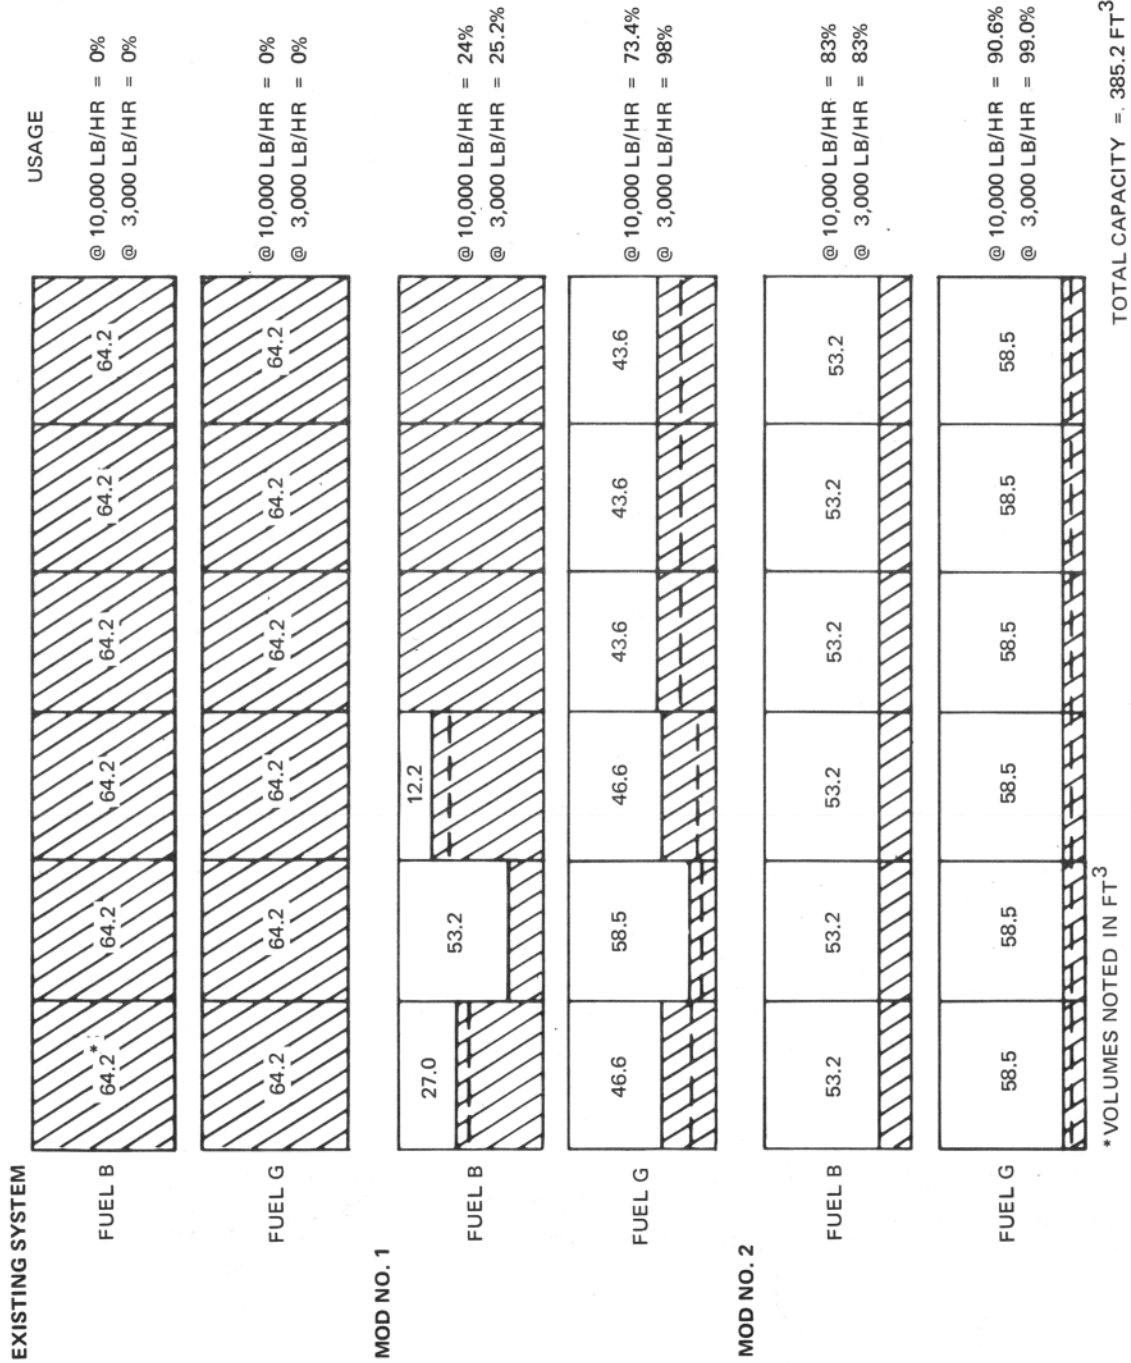 USAGE
EXISTING SYSTEM
FUEL B
64.2* 64.2 64.2 64.2 64.2 64.2
@ 10,000 LB/HR = 0%
@ 3,000 LB/HR = 0%
FUEL G
64.2 64.2 64.2 64.2 64.2 64.2
@ 10,000 LB/HR = 0%
@ 3,000 LB/HR = 0%
MOD NO. 1
FUEL B
27.0 53.2 12.2
@ 10,000 LB/HR = 24%
@ 3,000 LB/HR = 25.2%
FUEL G
46.6 58.5 46.6 43.6 43.6 43.6
@ 10,000 LB/HR = 73.4%
@ 3,000 LB/HR = 98%
MOD NO. 2
FUEL B
53.2 53.2 53.2 53.2 53.2 53.2
@ 10,000 LB/HR = 83%
@ 3,000 LB/HR = 83%
FUEL G
58.5 58.5 58.5 58.5 58.5 58.5
@ 10,000 LB/HR = 90.6%
@ 3,000 LB/HR = 99.0%
*VOLUMES NOTED IN FT³
TOTAL CAPACITY =. 385.2 FT³